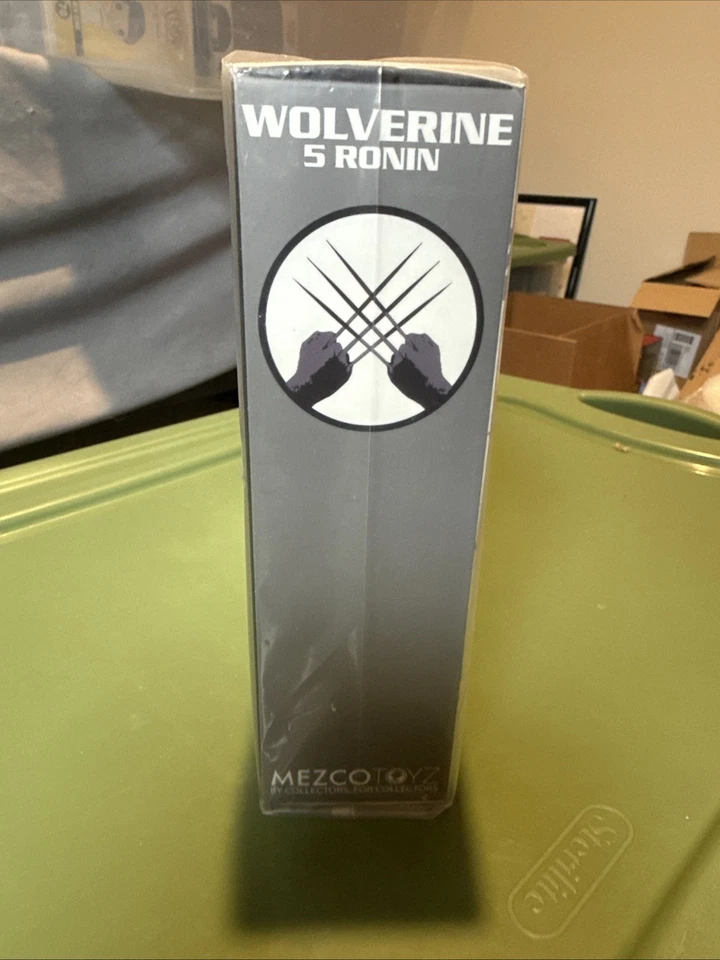 WOLVERINE
5 RONIN
MEZCOTOYZ
BY COLLECTORS, FOR COLLECTORS
Sterilite